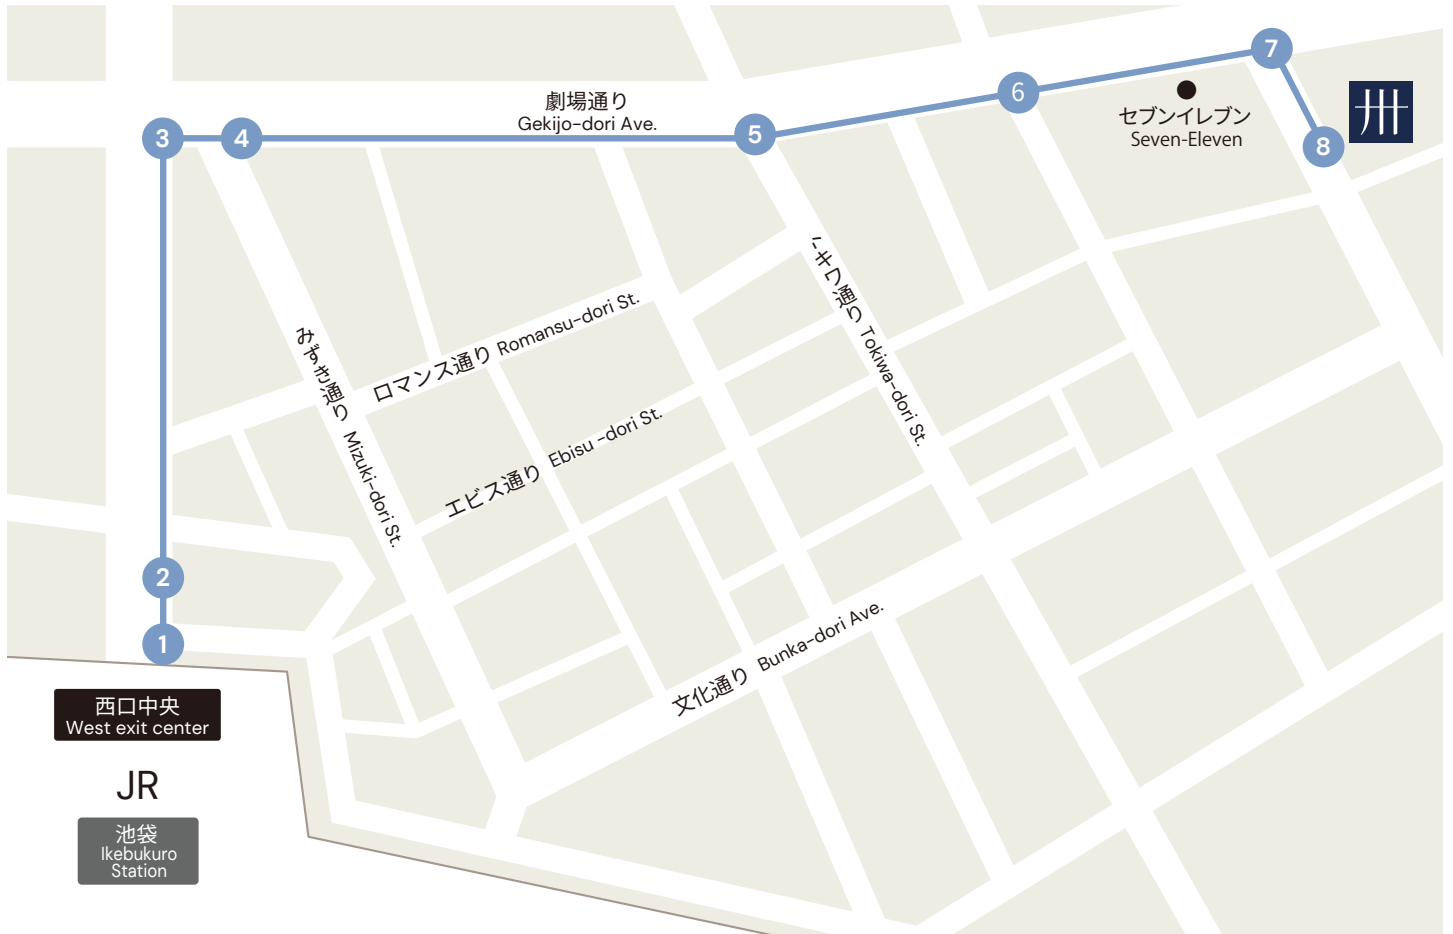 7
3
4
劇場通り
Gekijo-dori Ave.
5
6
セブンイレブン
Seven-Eleven
8
卅
トキワ通り Tokiwa-dori St.
みずき通り Mizuki-dori St.
ロマンス通り Romansu-dori St.
エビス通り Ebisu -dori St.
2
1
文化通り Bunka-dori Ave.
西口中央
West exit center
JR
池袋
Ikebukuro
Station